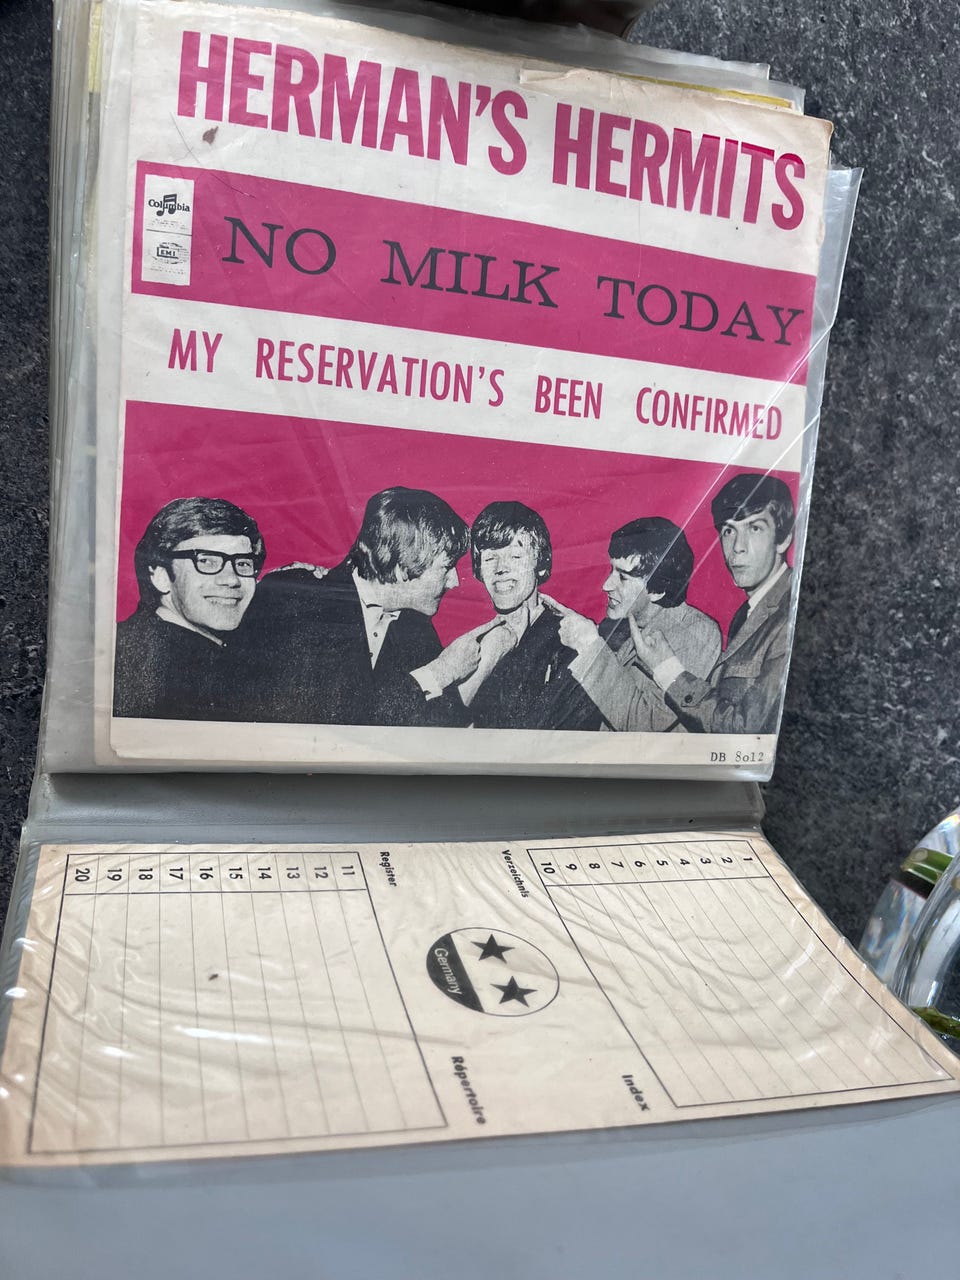 HERMAN'S HERMITS
Columbia
EMI
NO MILK TODAY
MY RESERVATION'S BEEN CONFIRMED
DB 8012
Register
Verzeichnis
11
12
13
14
15
16
17
18
19
20
1
2
3
4
5
6
7
8
9
10
Germany
Répertoire
Index